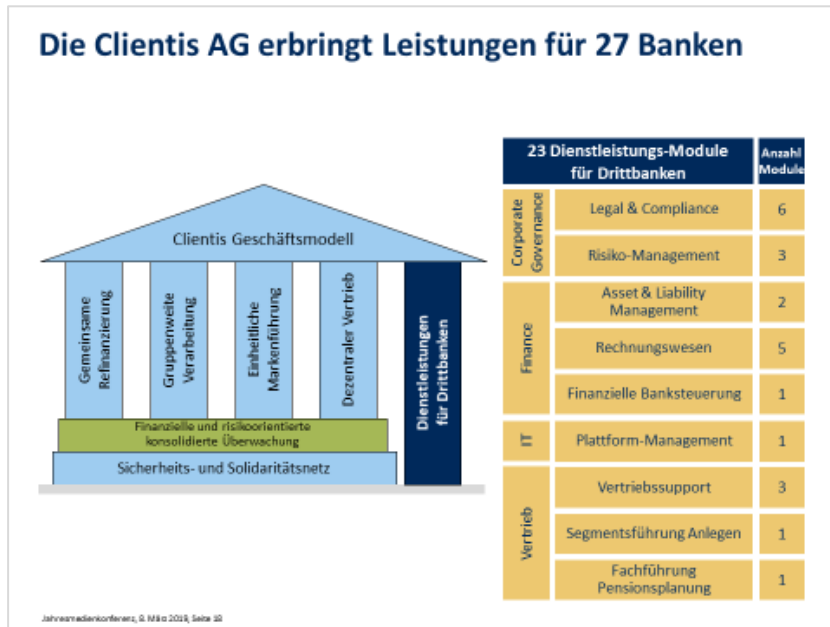 Die Clientis AG erbringt Leistungen für 27 Banken
Clientis Geschäftsmodell
Gemeinsame
Refinanzierung
Gruppenweite
Verarbeitung
Einheitliche
Markenführung
Dezentraler Vertrieb
Dienstleistungen
für Drittbanken
Finanzielle und risikoorientierte
konsolidierte Überwachung
Sicherheits- und Solidaritätsnetz
23 Dienstleistungs-Module
für Drittbanken
Anzahl
Module
Corporate
Governance
Legal & Compliance
6
Risiko-Management
3
Finance
Asset & Liability
Management
2
Rechnungswesen
5
Finanzielle Banksteuerung
1
IT
Plattform-Management
1
Vertrieb
Vertriebssupport
3
Segmentsführung Anlegen
1
Fachführung
Pensionsplanung
1
Jahresmedienkonferenz, 8. März 2019, Seite 18